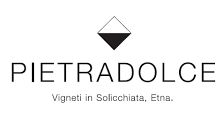 PIETRADOLCE
Vigneti in Solicchiata, Etna.